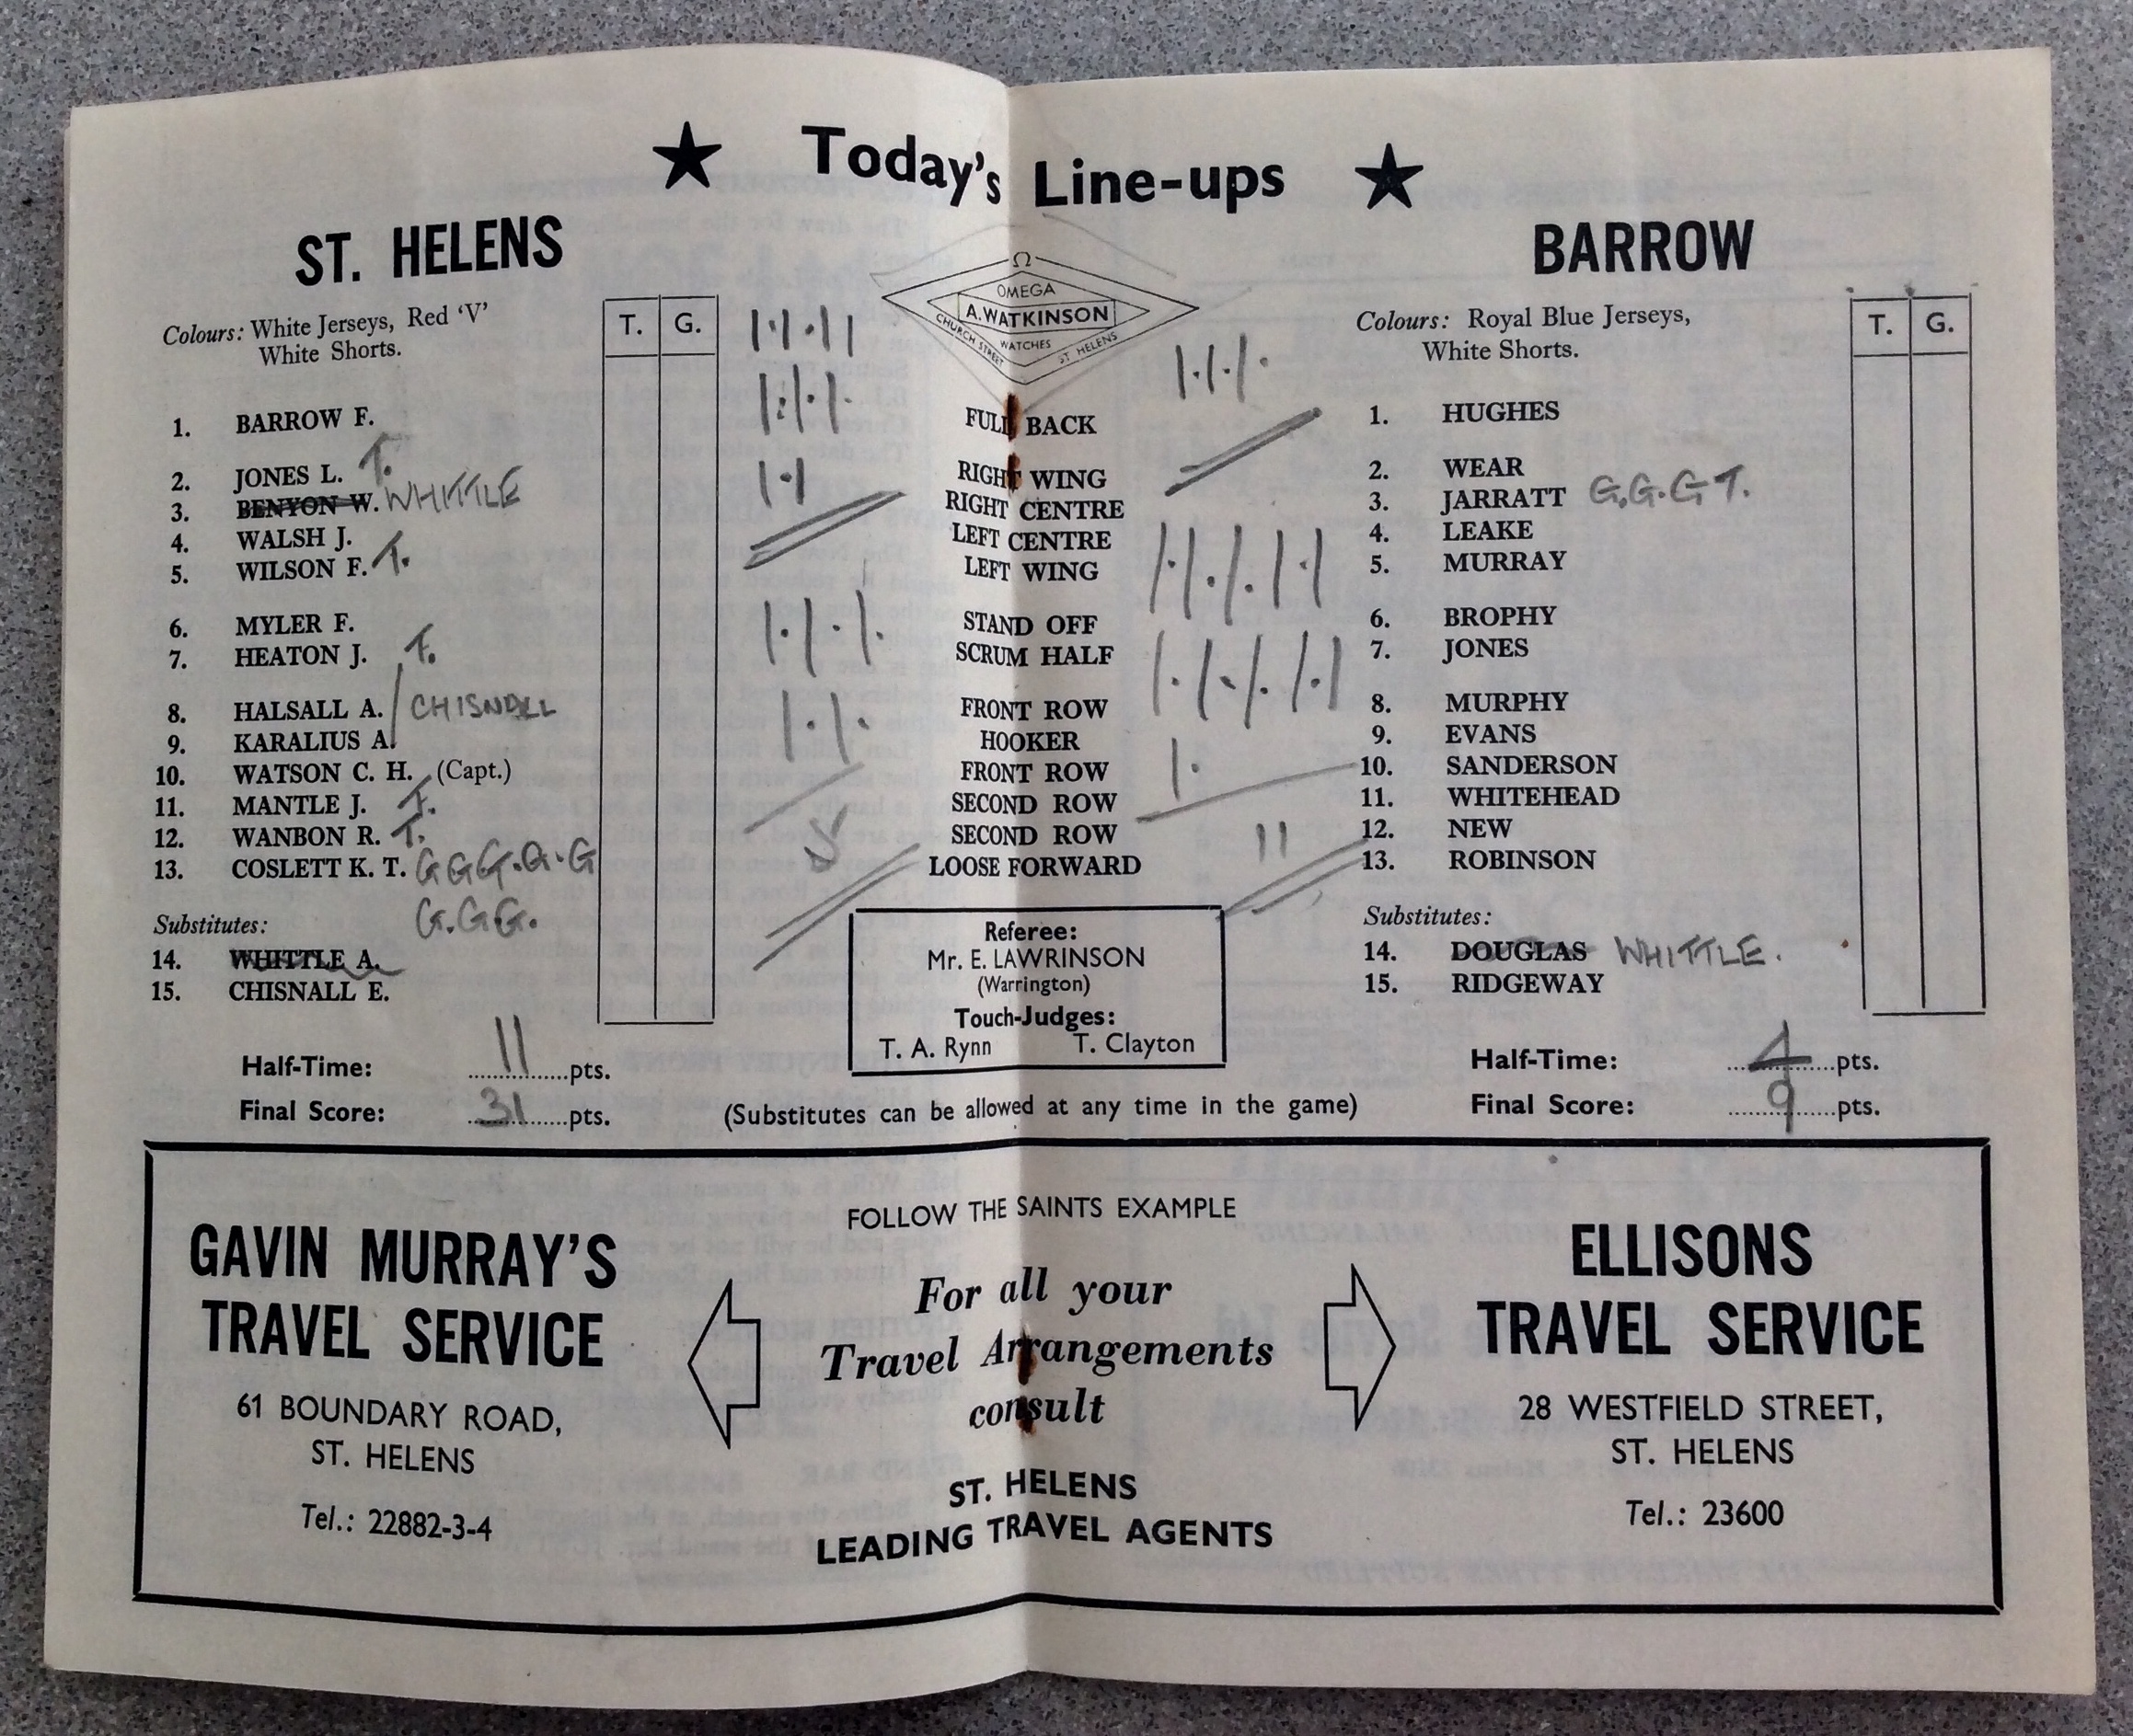 ★ Today's Line-ups ★
ST. HELENS
Colours: White Jerseys, Red 'V'
White Shorts.
T. G.
1. BARROW F.
2. JONES L. T.
3. BENYON W. WHITTLE
4. WALSH J.
5. WILSON F. T.
6. MYLER F.
7. HEATON J. T.
8. HALSALL A. / CHISNALL
9. KARALIUS A.
10. WATSON C. H. (Capt.)
11. MANTLE J. T.
12. WANBON R. T.
13. COSLETT K. T. G G G. G. G
G. G. G.
Substitutes:
14. WHITTLE A.
15. CHISNALL E.
Half-Time: 11 pts.
Final Score: 31 pts.
Ω
OMEGA
A. WATKINSON
WATCHES
CHURCH STREET ST HELENS
FULL BACK
RIGHT WING
RIGHT CENTRE
LEFT CENTRE
LEFT WING
STAND OFF
SCRUM HALF
FRONT ROW
HOOKER
FRONT ROW
SECOND ROW
SECOND ROW
LOOSE FORWARD
11
Referee:
Mr. E. LAWRINSON
(Warrington)
Touch-Judges:
T. A. Rynn T. Clayton
(Substitutes can be allowed at any time in the game)
BARROW
Colours: Royal Blue Jerseys,
White Shorts.
T. G.
1. HUGHES
2. WEAR
3. JARRATT G. G. G T.
4. LEAKE
5. MURRAY
6. BROPHY
7. JONES
8. MURPHY
9. EVANS
10. SANDERSON
11. WHITEHEAD
12. NEW
13. ROBINSON
Substitutes:
14. DOUGLAS WHITTLE.
15. RIDGEWAY
Half-Time: 4 pts.
Final Score: 9 pts.
GAVIN MURRAY'S
TRAVEL SERVICE
61 BOUNDARY ROAD,
ST. HELENS
Tel.: 22882-3-4
FOLLOW THE SAINTS EXAMPLE
For all your
Travel Arrangements
consult
ST. HELENS
LEADING TRAVEL AGENTS
ELLISONS
TRAVEL SERVICE
28 WESTFIELD STREET,
ST. HELENS
Tel.: 23600